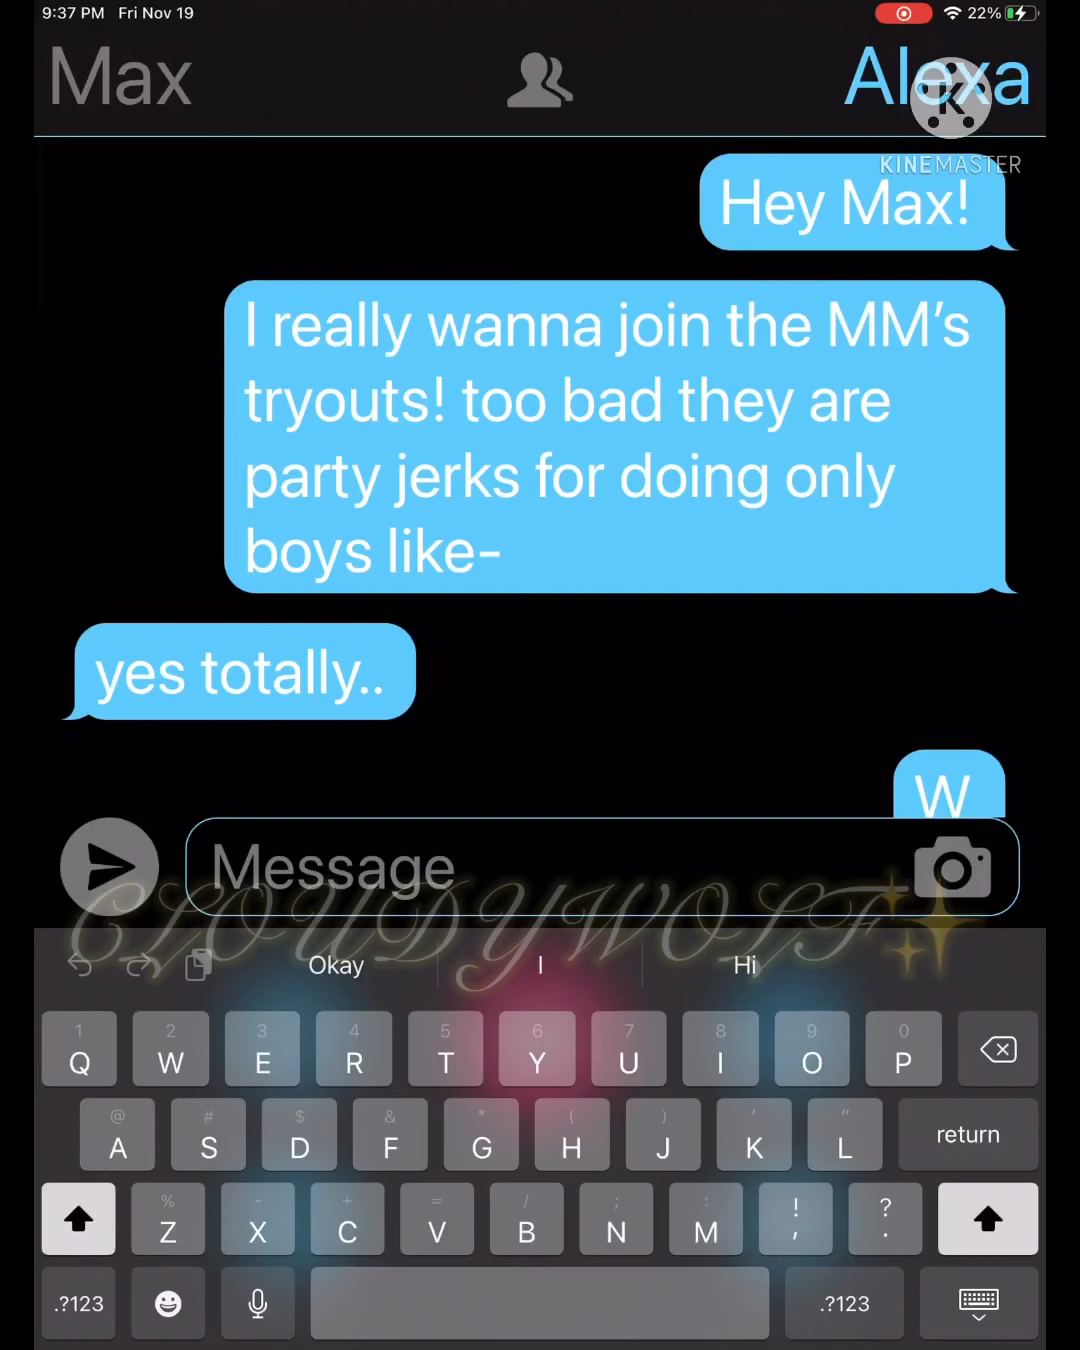 9:37 PM Fri Nov 19 22%
Max Alexa
K
KINEMASTER
Hey Max!
I really wanna join the MM’s
tryouts! too bad they are
party jerks for doing only
boys like-
yes totally..
W
Message
CLOUDYWOLF
Okay I Hi
1 2 3 4 5 6 7 8 9 0
Q W E R T Y U I O P
@ # $ & * ( ) ' "
A S D F G H J K L return
% - + = / ; : ! ?
Z X C V B N M , .
.?123 .?123